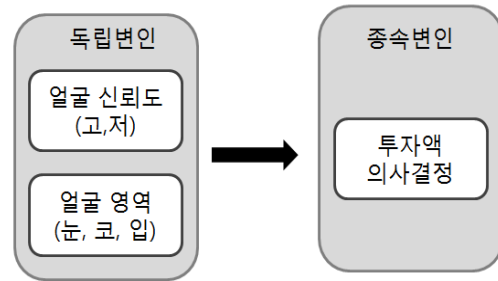 독립변인
얼굴 신뢰도
(고,저)
얼굴 영역
(눈, 코, 입)
종속변인
투자액
의사결정